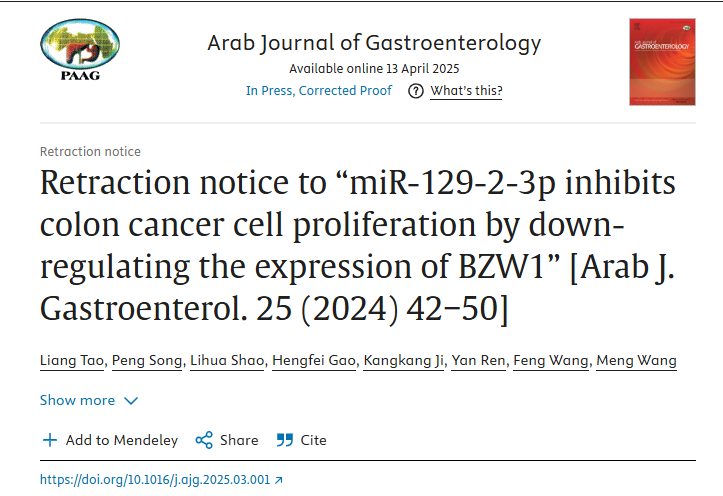 PAAG
Arab Journal of Gastroenterology
Available online 13 April 2025
In Press, Corrected Proof
What's this?
GASTROENTEROLOGY
Retraction notice
Retraction notice to “miR-129-2-3p inhibits
colon cancer cell proliferation by down-
regulating the expression of BZW1” [Arab J.
Gastroenterol. 25 (2024) 42–50]
Liang Tao, Peng Song, Lihua Shao, Hengfei Gao, Kangkang Ji, Yan Ren, Feng Wang, Meng Wang
Show more
Add to Mendeley
Share
Cite
https://doi.org/10.1016/j.ajg.2025.03.001